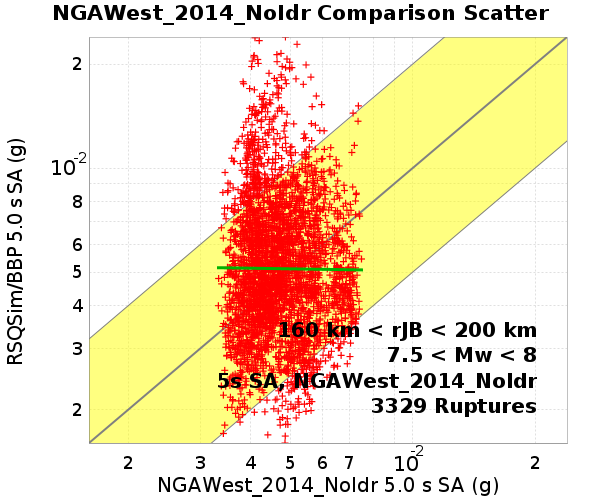 NGAWest_2014_NoIdr Comparison Scatter
RSQSim/BBP 5.0 s SA (g)
2
10-2
8
6
5
4
3
2
160 km < rJB < 200 km
7.5 < Mw < 8
5s SA, NGAWest_2014_NoIdr
3329 Ruptures
2 3 4 5 6 7 10-2 2
NGAWest_2014_NoIdr 5.0 s SA (g)